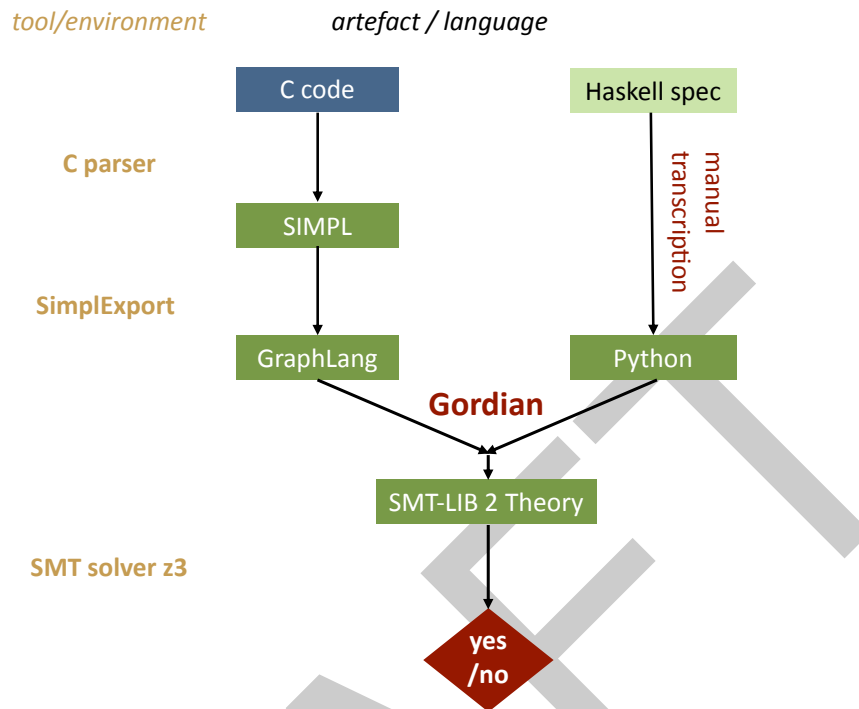 tool/environment
artefact / language
C code
Haskell spec
C parser
manual
transcription
SIMPL
SimplExport
GraphLang
Python
Gordian
SMT-LIB 2 Theory
SMT solver z3
yes
/no